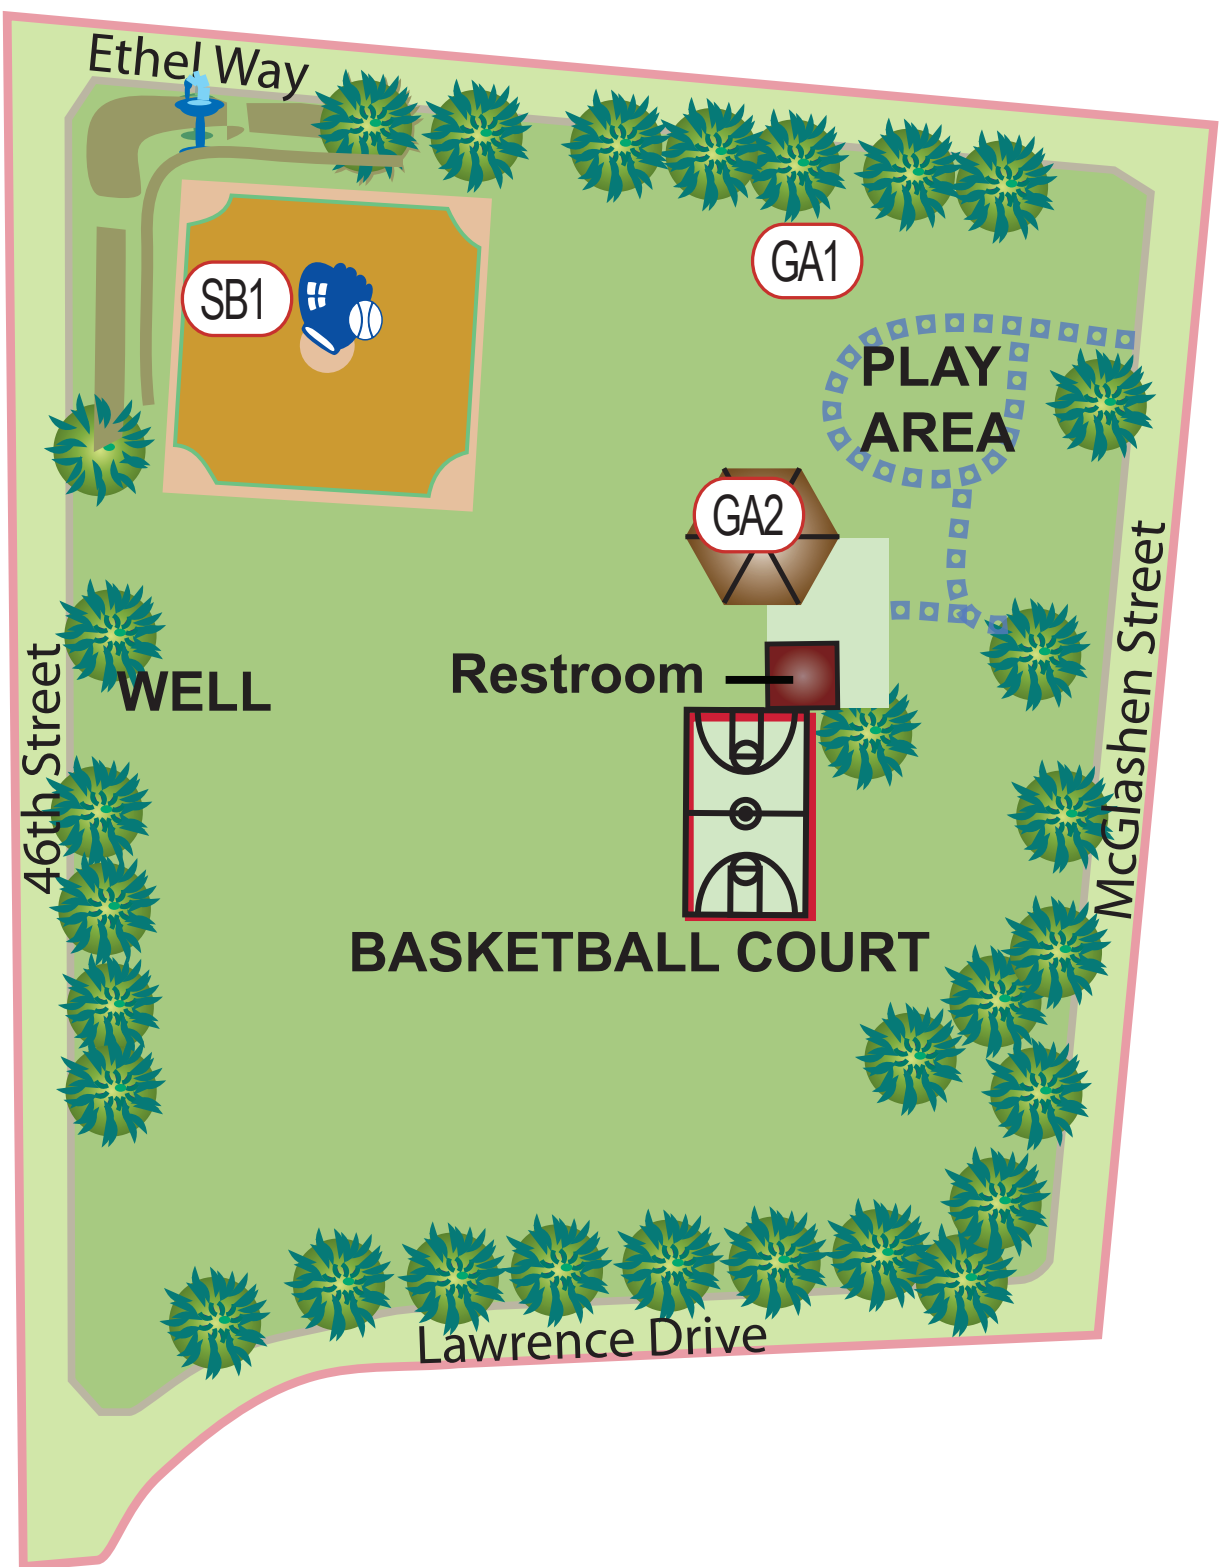 Ethel Way
SB1
GA1
PLAY
AREA
GA2
Restroom
WELL
46th Street
McGlashen Street
BASKETBALL COURT
Lawrence Drive